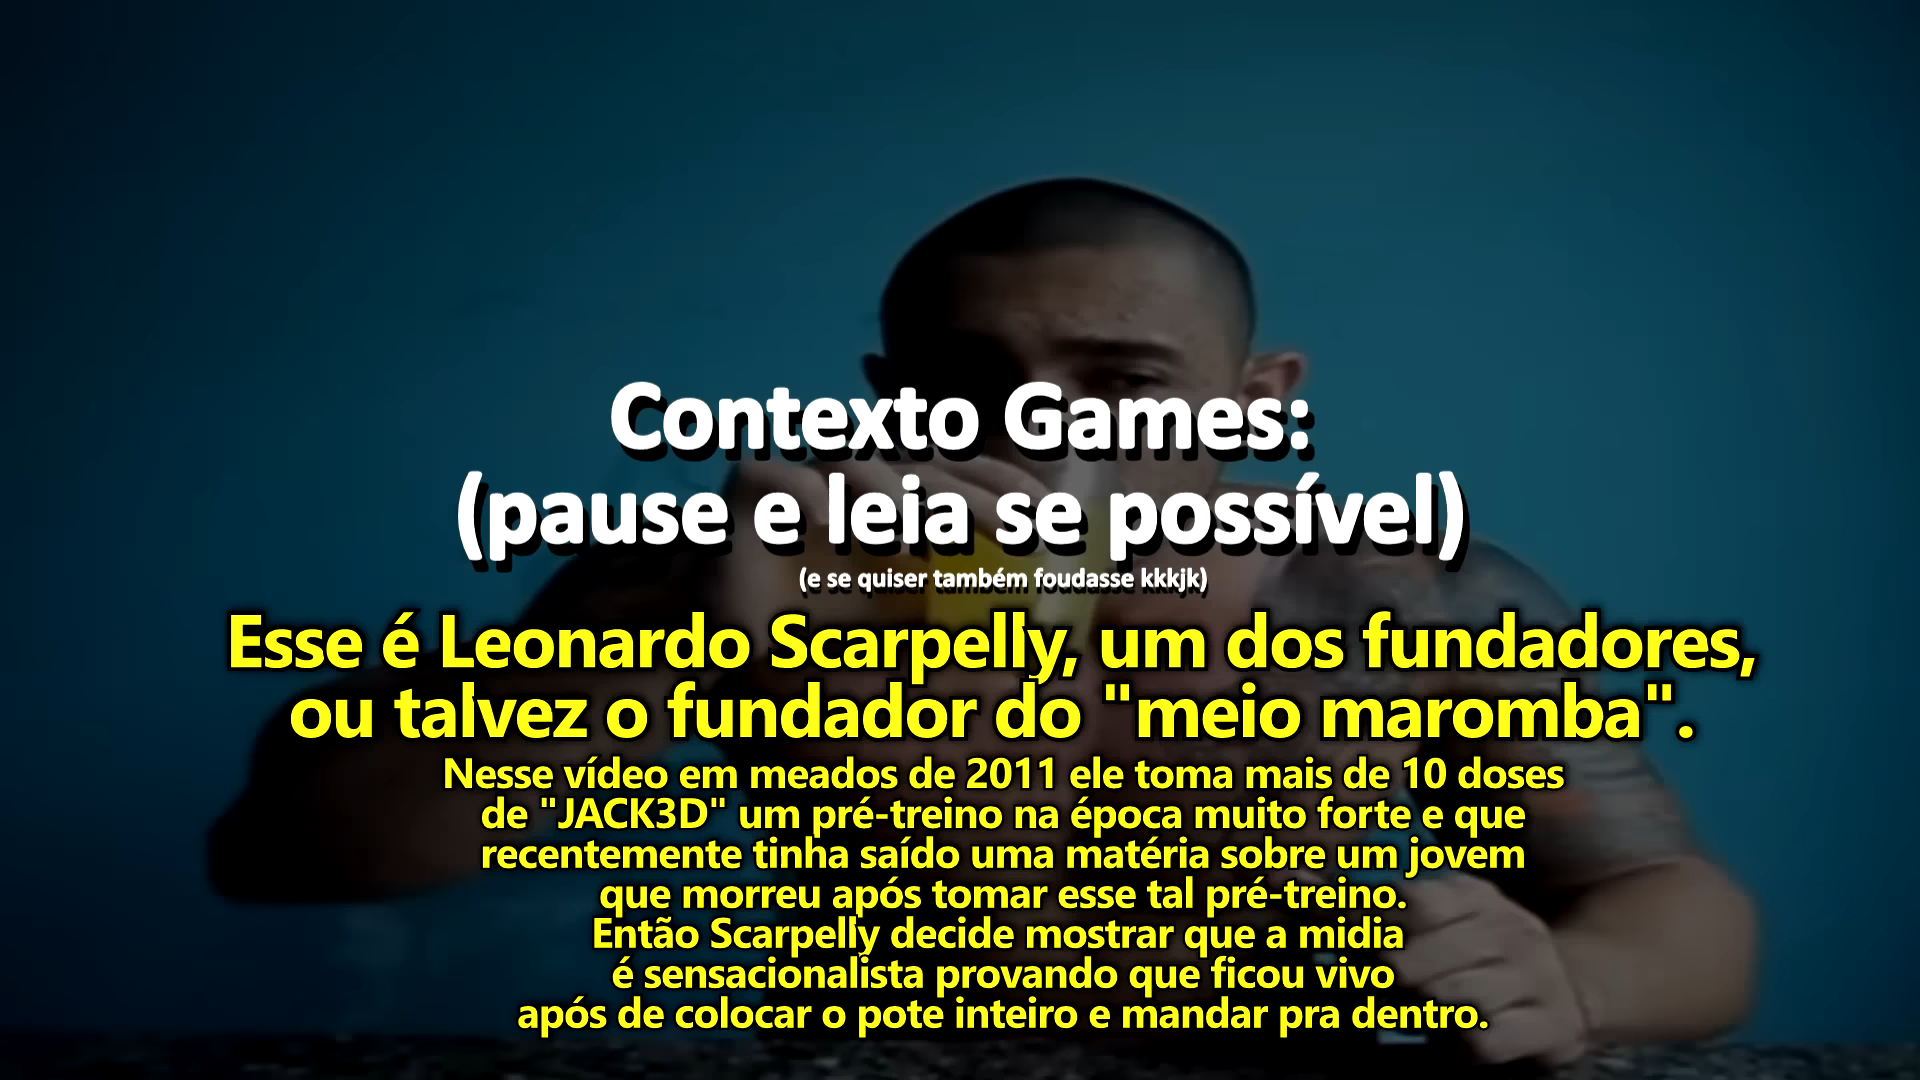 Contexto Games:
(pause e leia se possível)
(e se quiser também foudasse kkkjk)
Esse é Leonardo Scarpelly, um dos fundadores,
ou talvez o fundador do "meio maromba".
Nesse vídeo em meados de 2011 ele toma mais de 10 doses
de "JACK3D" um pré-treino na época muito forte e que
recentemente tinha saído uma matéria sobre um jovem
que morreu após tomar esse tal pré-treino.
Então Scarpelly decide mostrar que a midia
é sensacionalista provando que ficou vivo
após de colocar o pote inteiro e mandar pra dentro.